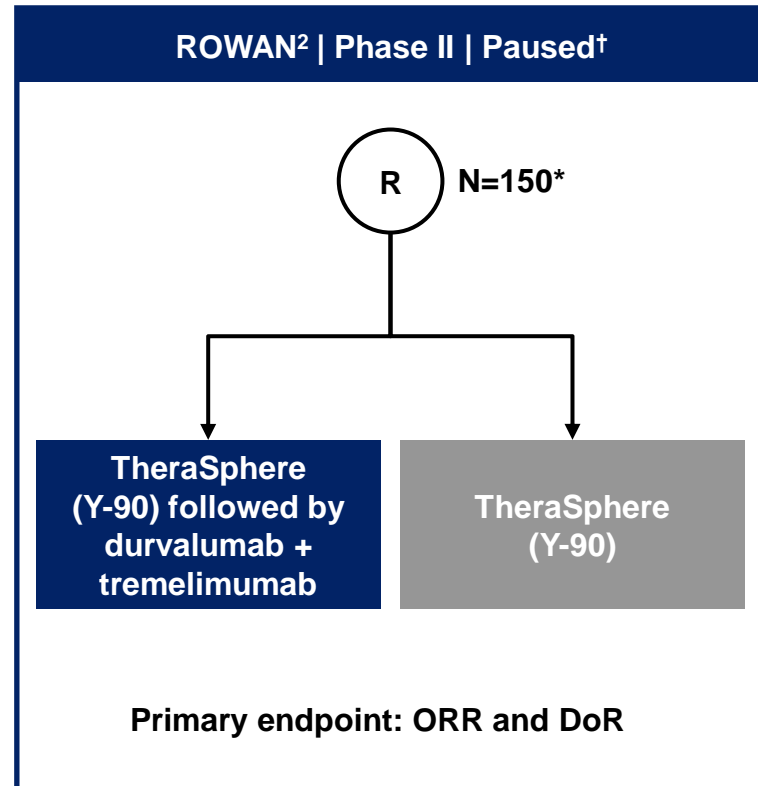 ROWAN² | Phase II | Paused†
R
N=150*
TheraSphere
(Y-90) followed by
durvalumab +
tremelimumab
TheraSphere
(Y-90)
Primary endpoint: ORR and DoR